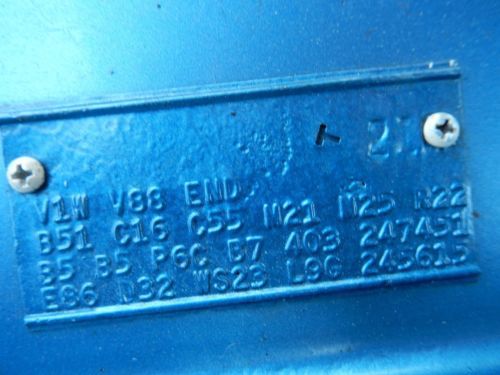 V1W V88 END
B51 C16 C55 M21 M25 R22
B5 B5 P6C B7 403 247451
E86 D32 WS23 L9G 245615